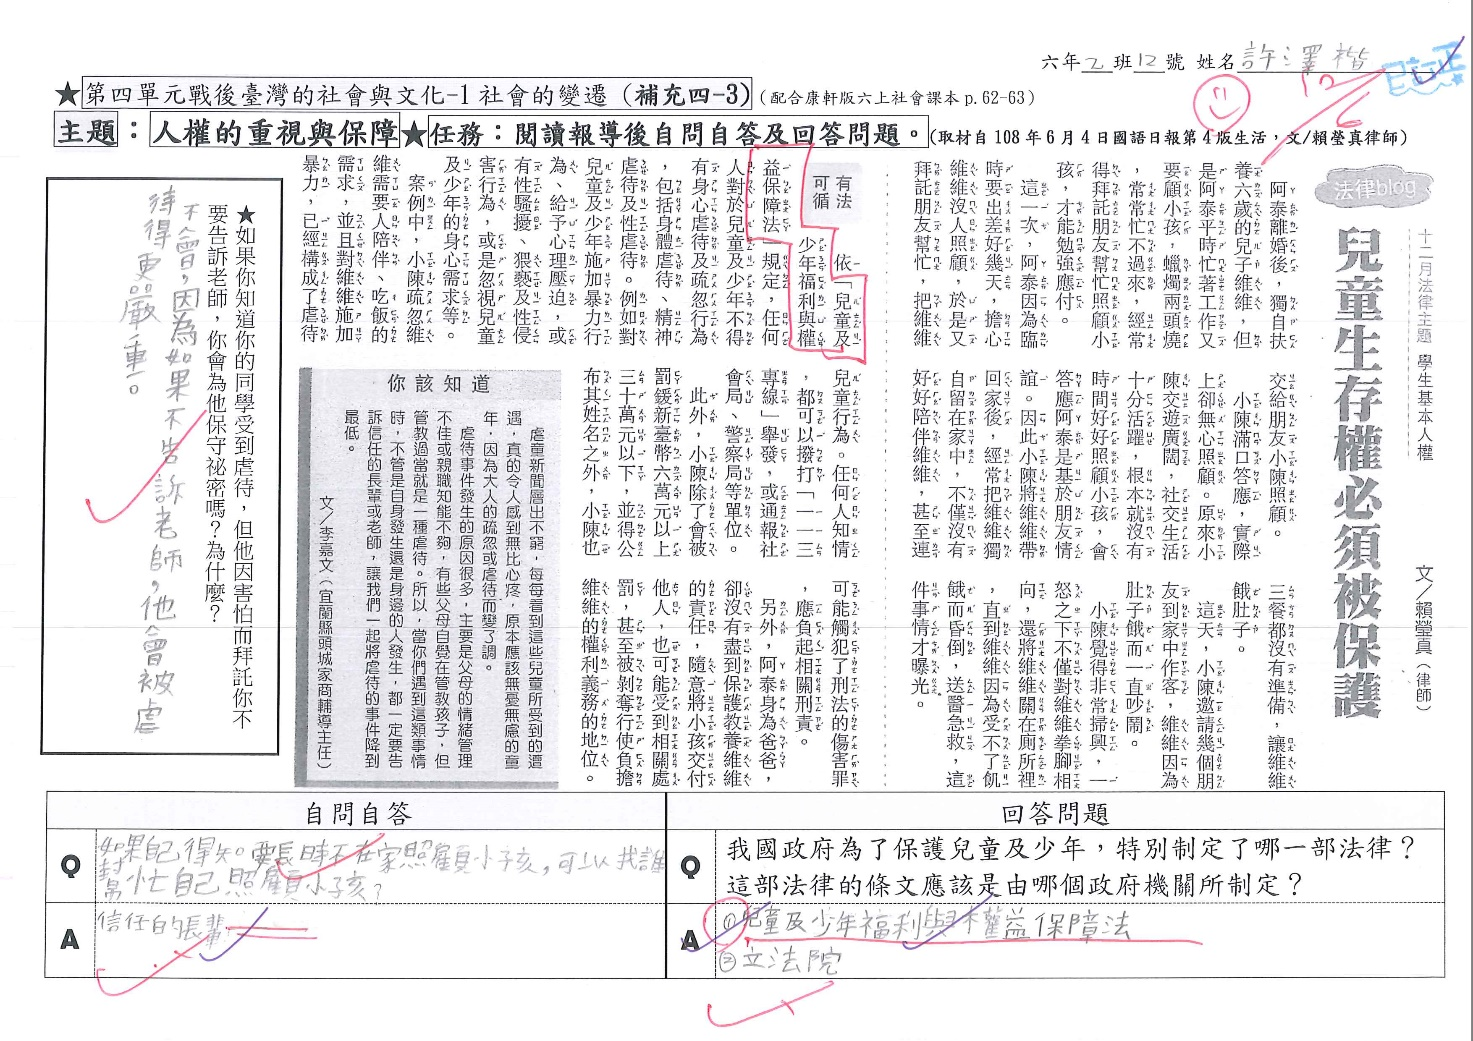 六年乙班12號 姓名許澤楷
12/6
已訂正
★第四單元戰後臺灣的社會與文化-1社會的變遷（補充四-3）（配合康軒版六上社會課本p.62-63）
主題：人權的重視與保障★任務：閱讀報導後自問自答及回答問題。(取材自108年6月4日國語日報第4版生活，文/賴瑩真律師)
法律blog
十二月法律主題 學生基本人權
兒童生存權必須被保護
文／賴瑩真（律師）
阿泰離婚後，獨自扶
養六歲的兒子維維，但
是阿泰平時忙著工作又
要顧小孩，蠟燭兩頭燒
，常常忙不過來，經常
得拜託朋友幫忙照顧小
孩，才能勉強應付。
這一次，阿泰因為臨
時要出差好幾天，擔心
維維沒人照顧，於是又
拜託朋友幫忙，把維維
交給朋友小陳照顧。
小陳滿口答應，實際
上卻無心照顧。原來小
陳交遊廣闊，社交生活
十分活躍，根本就沒有
時間好好照顧小孩，會
答應阿泰是基於朋友情
誼。因此小陳將維維帶
回家後，經常把維維獨
自留在家中，不僅沒有
好好陪伴維維，甚至連
三餐都沒有準備，讓維維
餓肚子。
這天，小陳邀請幾個朋
友到家中作客，維維因為
肚子餓而一直吵鬧。
小陳覺得非常掃興，一
怒之下不僅對維維拳腳相
向，還將維維關在廁所裡
，直到維維因為受不了飢
餓而昏倒，送醫急救，這
件事情才曝光。
有法可循
依「兒童及
少年福利與權
益保障法」規定，任何
人對於兒童及少年不得
有身心虐待及疏忽行為
，包括身體虐待、精神
虐待及性虐待。例如對
兒童及少年施加暴力行
為、給予心理壓迫，或
有性騷擾、猥褻及性侵
害行為，或是忽視兒童
及少年的身心需求等。
案例中，小陳疏忽維
維需要人陪伴、吃飯的
需求，並且對維維施加
暴力，已經構成了虐待
兒童行為。任何人知情
，都可以撥打「一一三
專線」舉發，或通報社
會局、警察局等單位。
此外，小陳除了會被
罰鍰新臺幣六萬元以上
三十萬元以下，並得公
布其姓名之外，小陳也
可能觸犯了刑法的傷害罪
，應負起相關刑責。
另外，阿泰身為爸爸，
卻沒有盡到保護教養維維
的責任，隨意將小孩交付
他人，也可能受到相關處
罰，甚至被剝奪行使負擔
維維的權利義務的地位。
你該知道
虐童新聞層出不窮，每每看到這些兒童所受到的遭
遇，真的令人感到無比心疼，原本應該無憂無慮的童
年，因為大人的疏忽或虐待而變了調。
虐待事件發生的原因很多，主要是父母的情緒管理
不佳或親職知能不夠，有些父母自覺在管教孩子，但
管教過當就是一種虐待。所以，當你們遇到這類事情
時，不管是自身發生還是身邊的人發生，都一定要告
訴信任的長輩或老師，讓我們一起將虐待的事件降到
最低。
文／李嘉文（宜蘭縣頭城家商輔導主任）
★如果你知道你的同學受到虐待，但他因害怕而拜託你不
要告訴老師，你會為他保守祕密嗎？為什麼？
不會，因為如果不告訴老師，他會被虐
待得更嚴重。
自問自答
Q
如果自己得知要長時不在家照顧小孩，可以找誰
幫忙自己照顧小孩？
A
信任的長輩
回答問題
Q
我國政府為了保護兒童及少年，特別制定了哪一部法律？
這部法律的條文應該是由哪個政府機關所制定？
A
①兒童及少年福利與權益保障法
②立法院